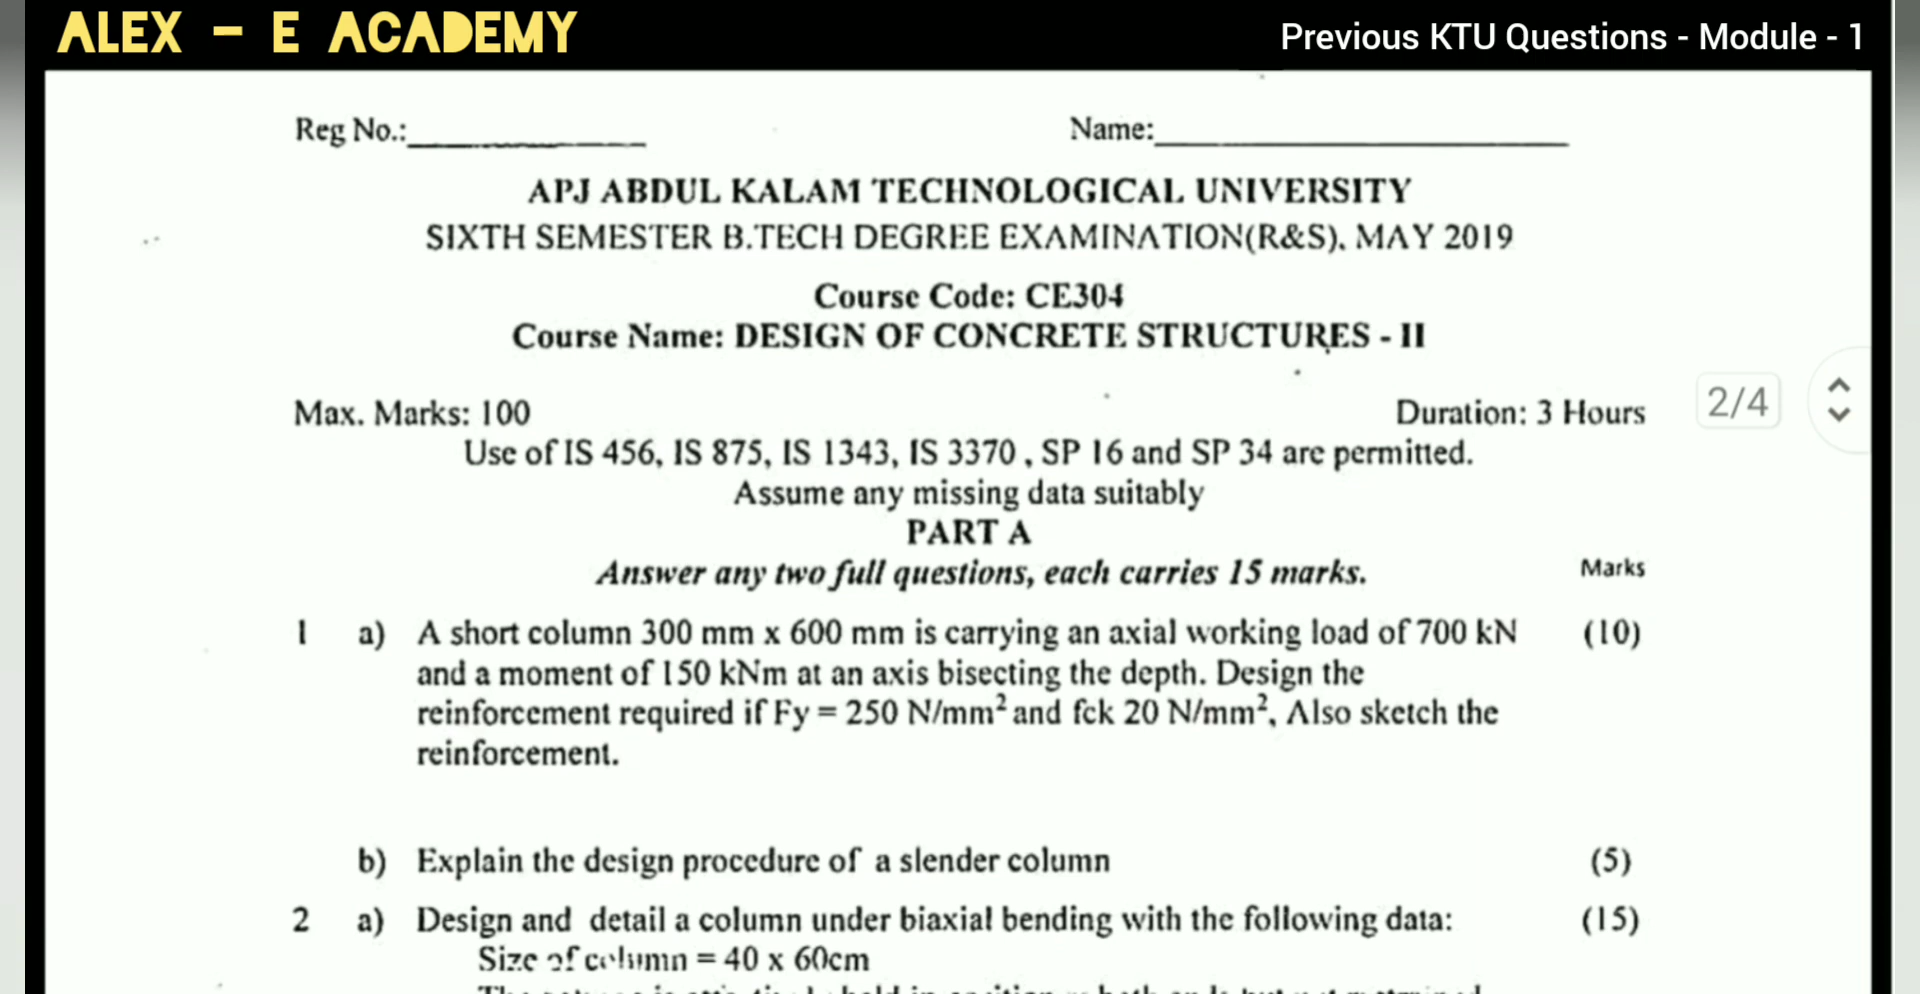 ALEX - E ACADEMY
Previous KTU Questions - Module - 1
Reg No.:
Name:
APJ ABDUL KALAM TECHNOLOGICAL UNIVERSITY
SIXTH SEMESTER B.TECH DEGREE EXAMINATION(R&S), MAY 2019
Course Code: CE304
Course Name: DESIGN OF CONCRETE STRUCTURES - II
Max. Marks: 100
Duration: 3 Hours
2/4
Use of IS 456, IS 875, IS 1343, IS 3370 , SP 16 and SP 34 are permitted.
Assume any missing data suitably
PART A
Answer any two full questions, each carries 15 marks.
Marks
1 a) A short column 300 mm x 600 mm is carrying an axial working load of 700 kN (10)
and a moment of 150 kNm at an axis bisecting the depth. Design the
reinforcement required if Fy = 250 N/mm² and fck 20 N/mm², Also sketch the
reinforcement.
b) Explain the design procedure of a slender column (5)
2 a) Design and detail a column under biaxial bending with the following data: (15)
Size of column = 40 x 60cm